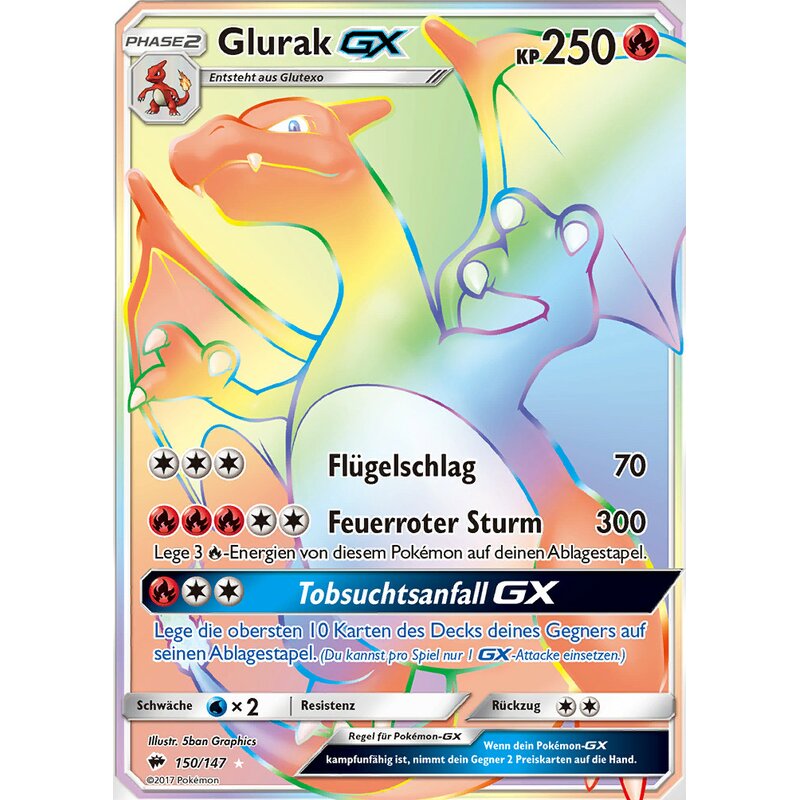 PHASE 2 Glurak GX KP 250
Entsteht aus Glutexo
Flügelschlag 70
Feuerroter Sturm 300
Lege 3 -Energien von diesem Pokémon auf deinen Ablagestapel.
Tobsuchtsanfall GX
Lege die obersten 10 Karten des Decks deines Gegners auf
seinen Ablagestapel. (Du kannst pro Spiel nur 1 GX-Attacke einsetzen.)
Schwäche ×2 Resistenz Rückzug
Illustr. 5ban Graphics
150/147
©2017 Pokémon
Regel für Pokémon-GX
Wenn dein Pokémon-GX
kampfunfähig ist, nimmt dein Gegner 2 Preiskarten auf die Hand.